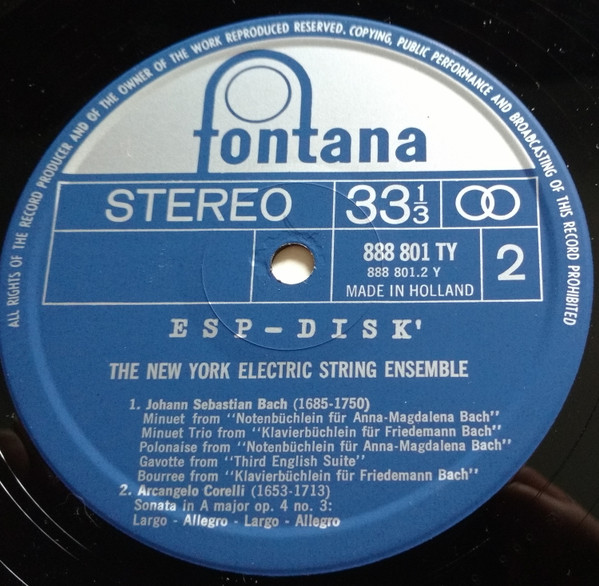 ALL RIGHTS OF THE RECORD PRODUCER AND OF THE OWNER OF THE WORK REPRODUCED RESERVED. COPYING, PUBLIC PERFORMANCE AND BROADCASTING OF THIS RECORD PROHIBITED
fontana
STEREO 33 1/3
888 801 TY
888 801.2 Y
MADE IN HOLLAND
2
ESP-DISK'
THE NEW YORK ELECTRIC STRING ENSEMBLE
1. Johann Sebastian Bach (1685-1750)
Minuet from "Notenbüchlein für Anna-Magdalena Bach"
Minuet Trio from "Klavierbüchlein für Friedemann Bach"
Polonaise from "Notenbüchlein für Anna-Magdalena Bach"
Gavotte from "Third English Suite"
Bourree from "Klavierbüchlein für Friedemann Bach"
2. Arcangelo Corelli (1653-1713)
Sonata in A major op. 4 no. 3:
Largo - Allegro - Largo - Allegro